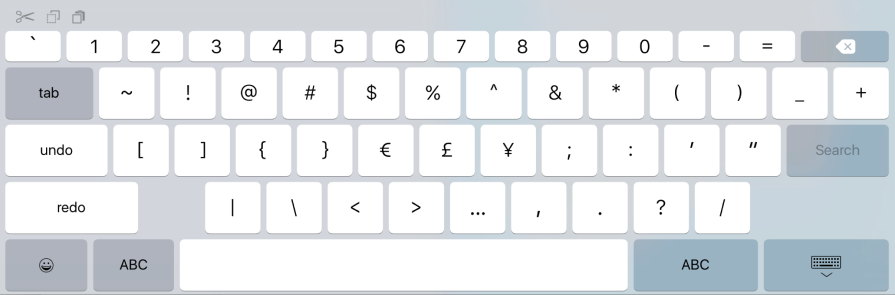 ` 1 2 3 4 5 6 7 8 9 0 - =
tab ~ ! @ # $ % ^ & * ( ) _ +
undo [ ] { } € £ ¥ ; : ′ ″ Search
redo | \ < > ... , . ? /
ABC ABC